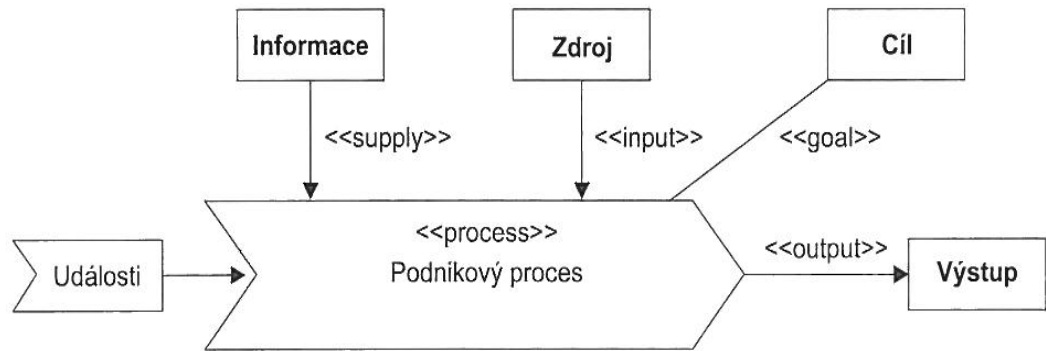 Informace
Zdroj
Cíl
<<supply>>
<<input>>
<<goal>>
<<process>>
Podnikový proces
<<output>>
Události
Výstup